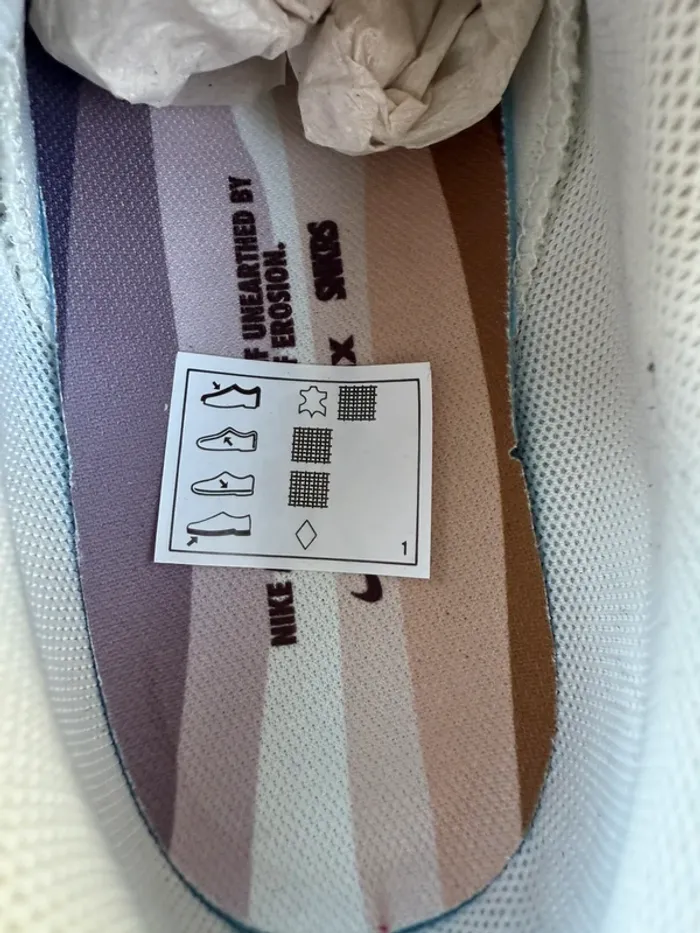 NIKE UNEARTHED BY
EROSION.
X SNKRS
1